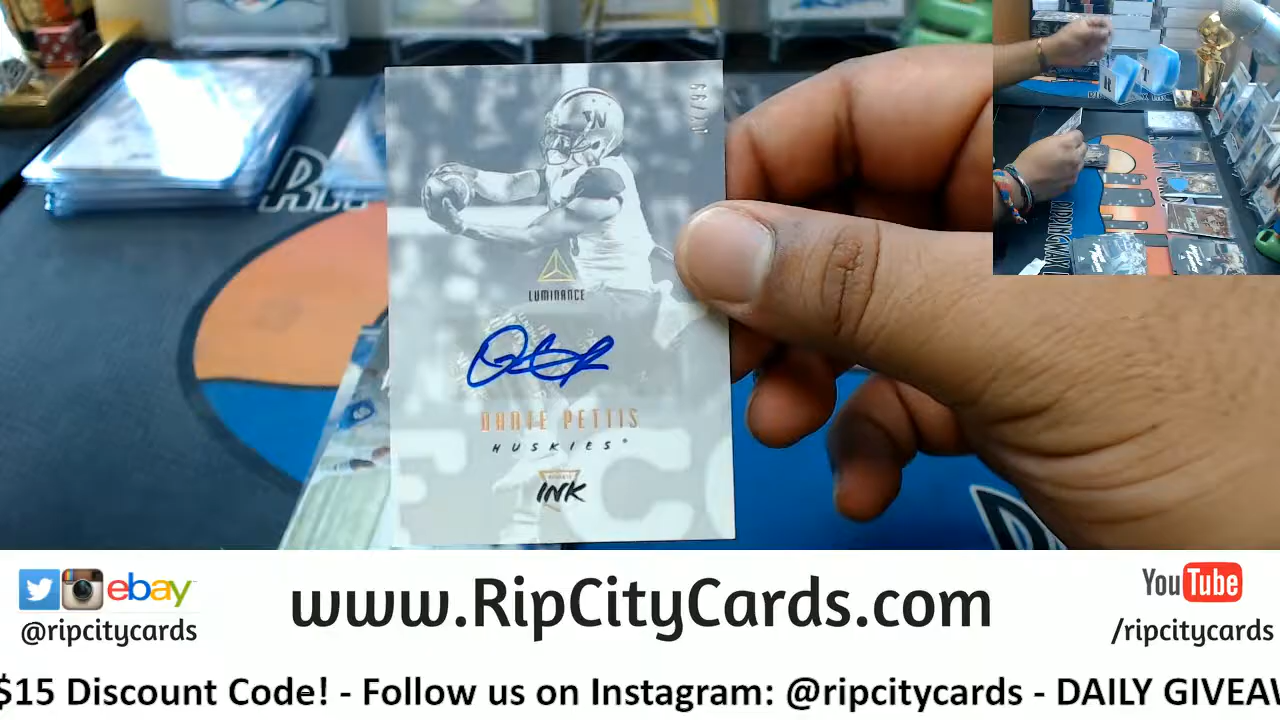 LUMINANCE
DANTE PETTIS
HUSKIES
INK
ebay
@ripcitycards
www.RipCityCards.com
YouTube
/ripcitycards
$15 Discount Code! - Follow us on Instagram: @ripcitycards - DAILY GIVEAW